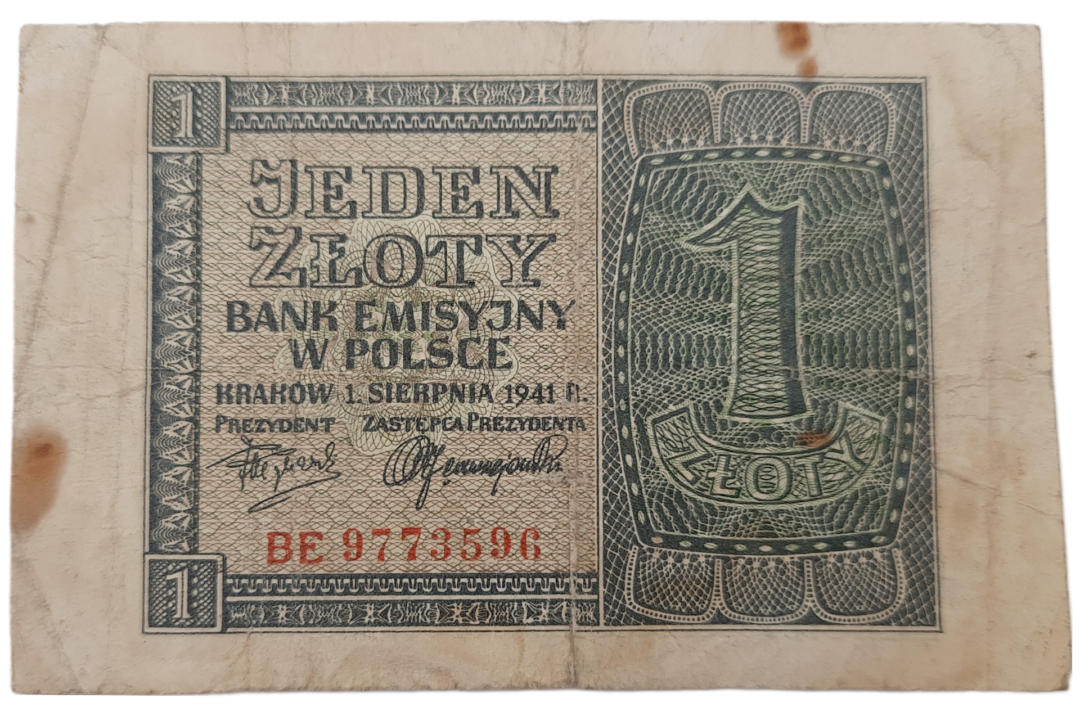 1
JEDEN
ZŁOTY
BANK EMISYJNY
W POLSCE
KRAKÓW 1. SIERPNIA 1941 R.
PREZYDENT ZASTĘPCA PREZYDENTA
BE 9773596
1
1
ZŁOTY